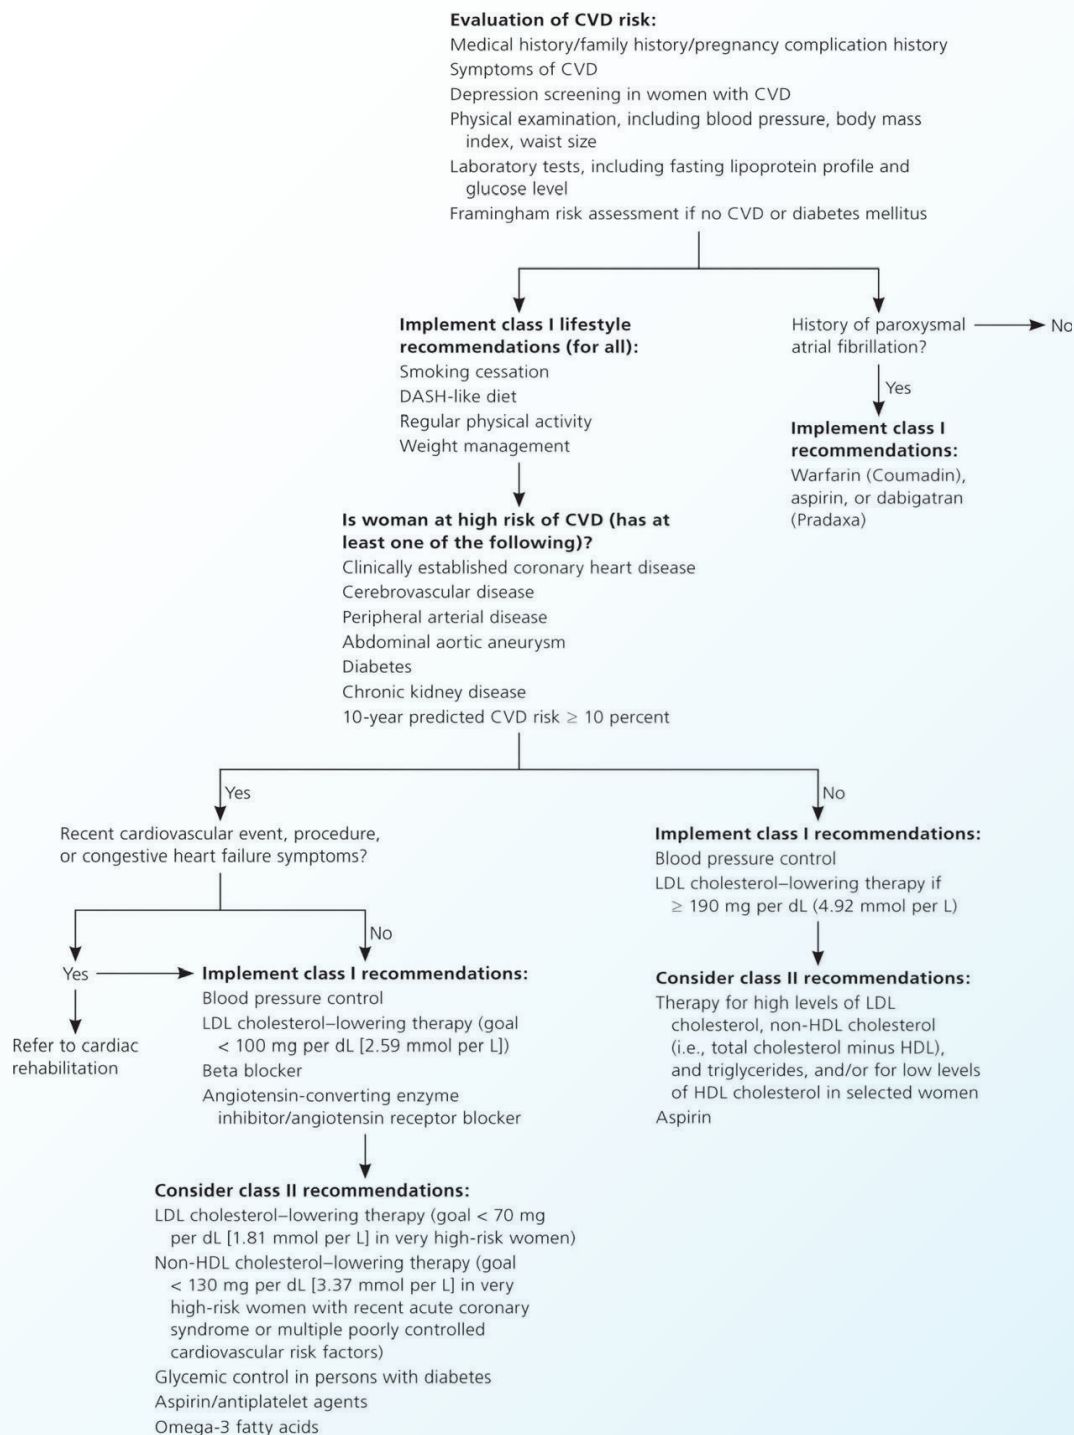 Evaluation of CVD risk:
Medical history/family history/pregnancy complication history
Symptoms of CVD
Depression screening in women with CVD
Physical examination, including blood pressure, body mass
index, waist size
Laboratory tests, including fasting lipoprotein profile and
glucose level
Framingham risk assessment if no CVD or diabetes mellitus
Implement class I lifestyle
recommendations (for all):
Smoking cessation
DASH-like diet
Regular physical activity
Weight management
History of paroxysmal
atrial fibrillation?
No
Yes
Implement class I
recommendations:
Warfarin (Coumadin),
aspirin, or dabigatran
(Pradaxa)
Is woman at high risk of CVD (has at
least one of the following)?
Clinically established coronary heart disease
Cerebrovascular disease
Peripheral arterial disease
Abdominal aortic aneurysm
Diabetes
Chronic kidney disease
10-year predicted CVD risk ≥ 10 percent
Yes
Recent cardiovascular event, procedure,
or congestive heart failure symptoms?
Yes
Refer to cardiac
rehabilitation
No
Implement class I recommendations:
Blood pressure control
LDL cholesterol–lowering therapy (goal
< 100 mg per dL [2.59 mmol per L])
Beta blocker
Angiotensin-converting enzyme
inhibitor/angiotensin receptor blocker
Consider class II recommendations:
LDL cholesterol–lowering therapy (goal < 70 mg
per dL [1.81 mmol per L] in very high-risk women)
Non-HDL cholesterol–lowering therapy (goal
< 130 mg per dL [3.37 mmol per L] in very
high-risk women with recent acute coronary
syndrome or multiple poorly controlled
cardiovascular risk factors)
Glycemic control in persons with diabetes
Aspirin/antiplatelet agents
Omega-3 fatty acids
No
Implement class I recommendations:
Blood pressure control
LDL cholesterol–lowering therapy if
≥ 190 mg per dL (4.92 mmol per L)
Consider class II recommendations:
Therapy for high levels of LDL
cholesterol, non-HDL cholesterol
(i.e., total cholesterol minus HDL),
and triglycerides, and/or for low levels
of HDL cholesterol in selected women
Aspirin